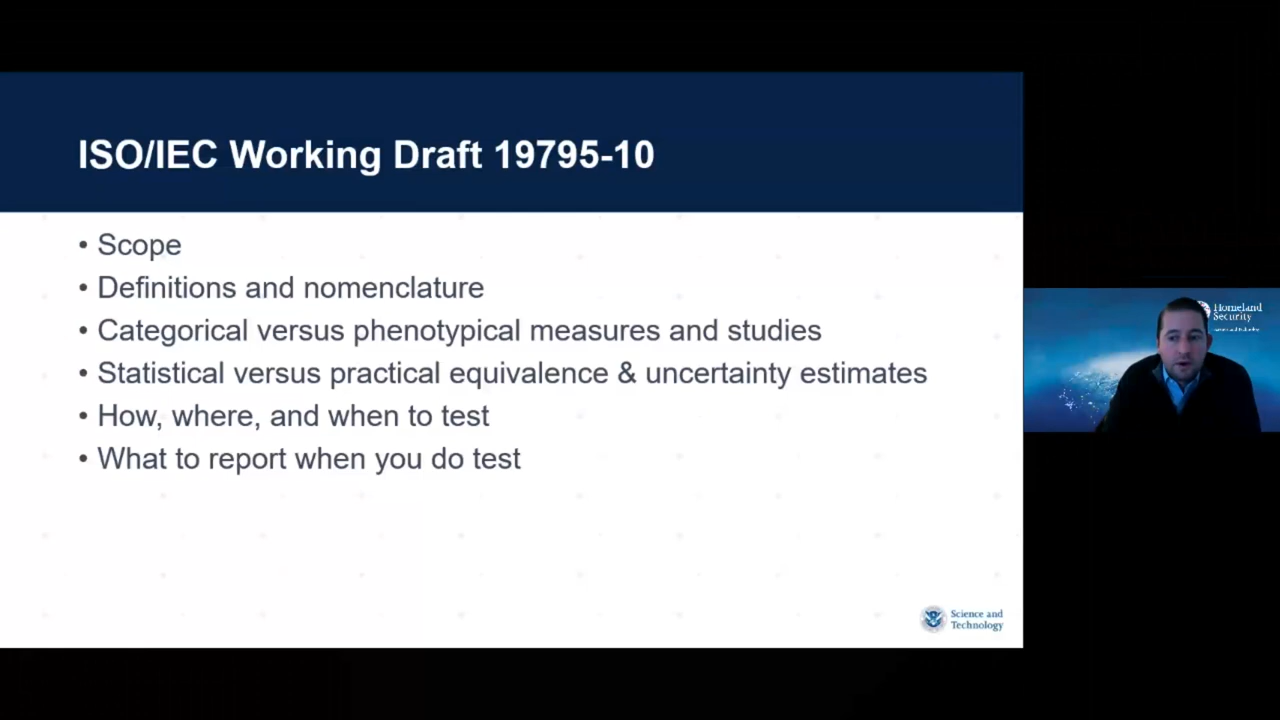 ISO/IEC Working Draft 19795-10
• Scope
• Definitions and nomenclature
• Categorical versus phenotypical measures and studies
• Statistical versus practical equivalence & uncertainty estimates
• How, where, and when to test
• What to report when you do test
Science and
Technology
Homeland
Security